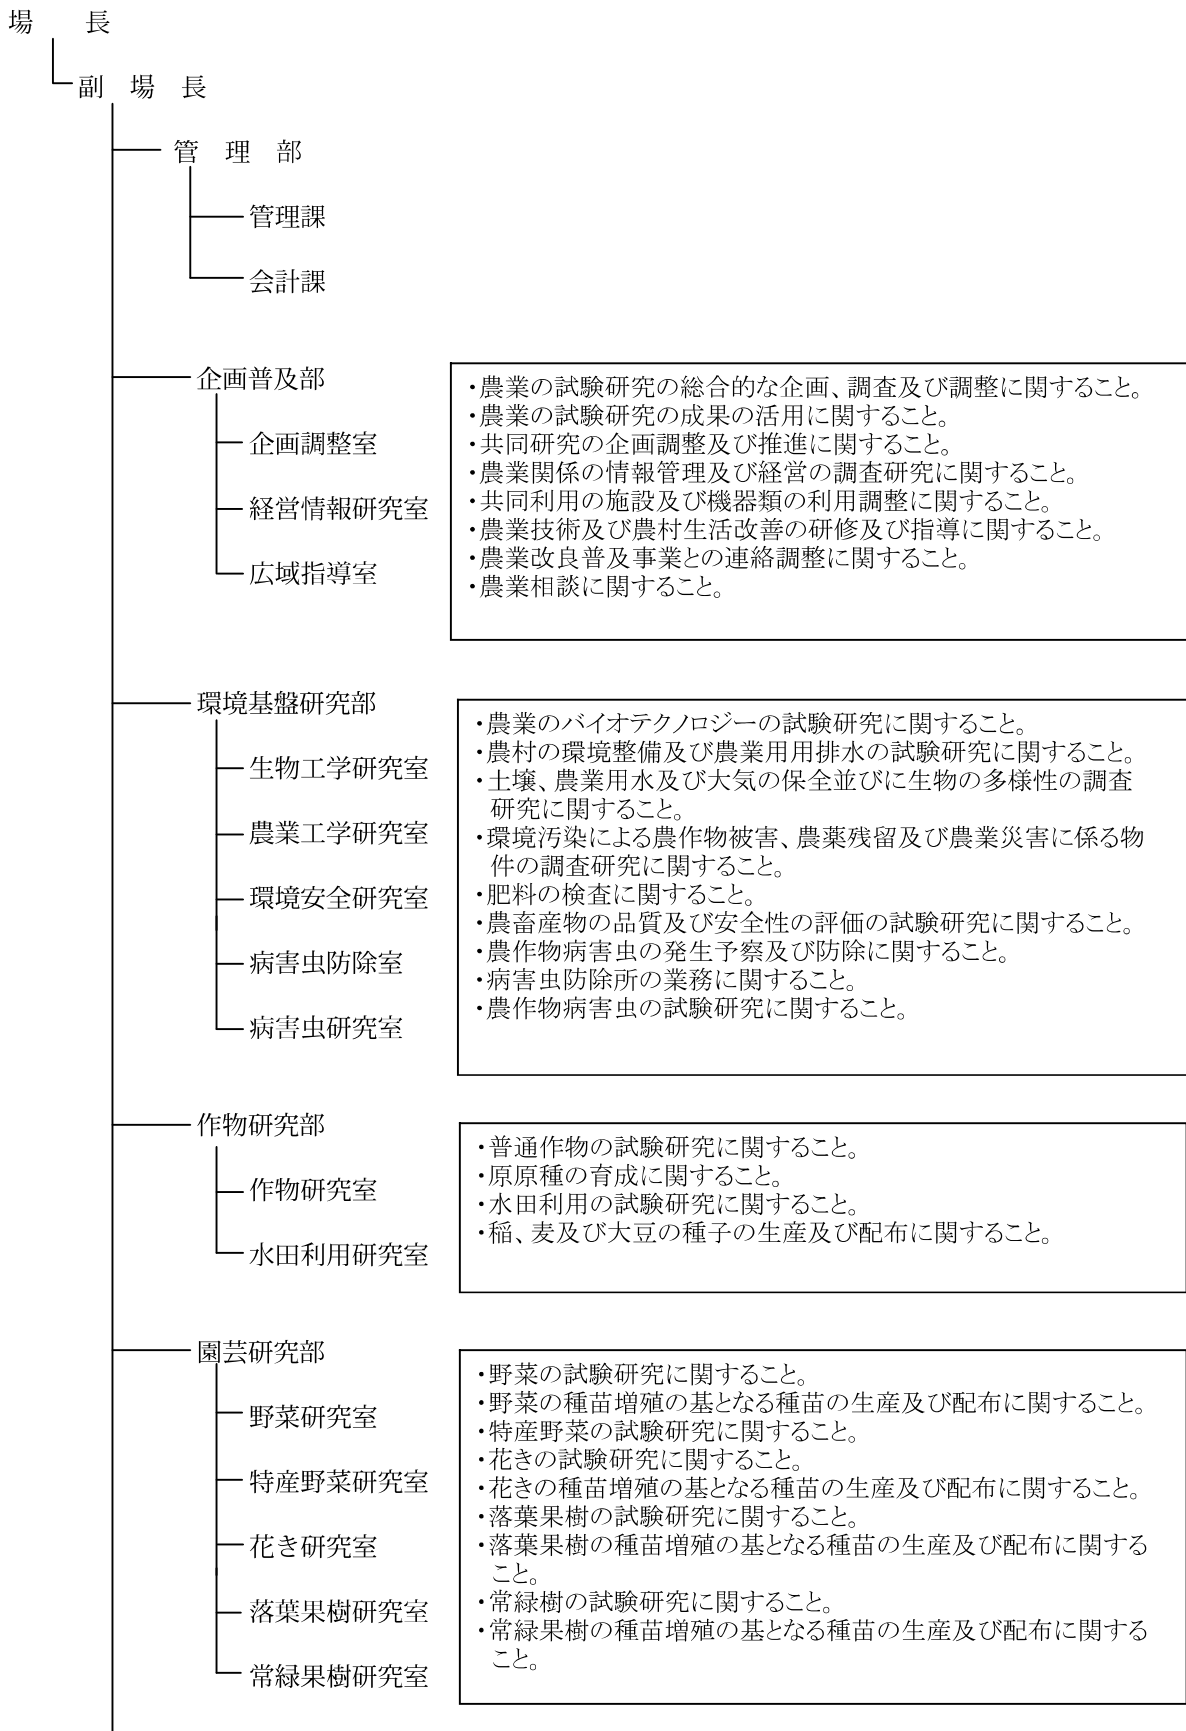 場　長
副　場　長
管　理　部
管理課
会計課
企画普及部
企画調整室
経営情報研究室
広域指導室
・農業の試験研究の総合的な企画、調査及び調整に関すること。
・農業の試験研究の成果の活用に関すること。
・共同研究の企画調整及び推進に関すること。
・農業関係の情報管理及び経営の調査研究に関すること。
・共同利用の施設及び機器類の利用調整に関すること。
・農業技術及び農村生活改善の研修及び指導に関すること。
・農業改良普及事業との連絡調整に関すること。
・農業相談に関すること。
環境基盤研究部
生物工学研究室
農業工学研究室
環境安全研究室
病害虫防除室
病害虫研究室
・農業のバイオテクノロジーの試験研究に関すること。
・農村の環境整備及び農業用用排水の試験研究に関すること。
・土壌、農業用水及び大気の保全並びに生物の多様性の調査
研究に関すること。
・環境汚染による農作物被害、農薬残留及び農業災害に係る物
件の調査研究に関すること。
・肥料の検査に関すること。
・農畜産物の品質及び安全性の評価の試験研究に関すること。
・農作物病害虫の発生予察及び防除に関すること。
・病害虫防除所の業務に関すること。
・農作物病害虫の試験研究に関すること。
作物研究部
作物研究室
水田利用研究室
・普通作物の試験研究に関すること。
・原原種の育成に関すること。
・水田利用の試験研究に関すること。
・稲、麦及び大豆の種子の生産及び配布に関すること。
園芸研究部
野菜研究室
特産野菜研究室
花き研究室
落葉果樹研究室
常緑果樹研究室
・野菜の試験研究に関すること。
・野菜の種苗増殖の基となる種苗の生産及び配布に関すること。
・特産野菜の試験研究に関すること。
・花きの試験研究に関すること。
・花きの種苗増殖の基となる種苗の生産及び配布に関すること。
・落葉果樹の試験研究に関すること。
・落葉果樹の種苗増殖の基となる種苗の生産及び配布に関する
こと。
・常緑樹の試験研究に関すること。
・常緑果樹の種苗増殖の基となる種苗の生産及び配布に関する
こと。